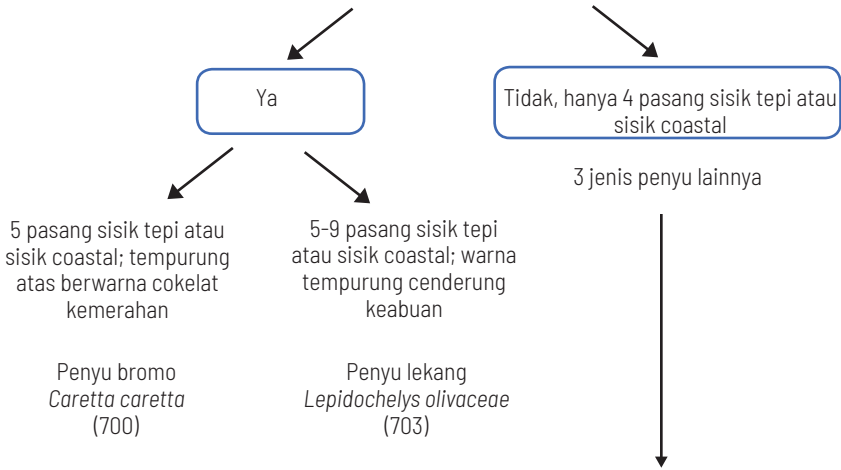 Ya
Tidak, hanya 4 pasang sisik tepi atau
sisik coastal
3 jenis penyu lainnya
5 pasang sisik tepi atau
sisik coastal; tempurung
atas berwarna cokelat
kemerahan
5-9 pasang sisik tepi
atau sisik coastal; warna
tempurung cenderung
keabuan
Penyu bromo
Caretta caretta
(700)
Penyu lekang
Lepidochelys olivaceae
(703)